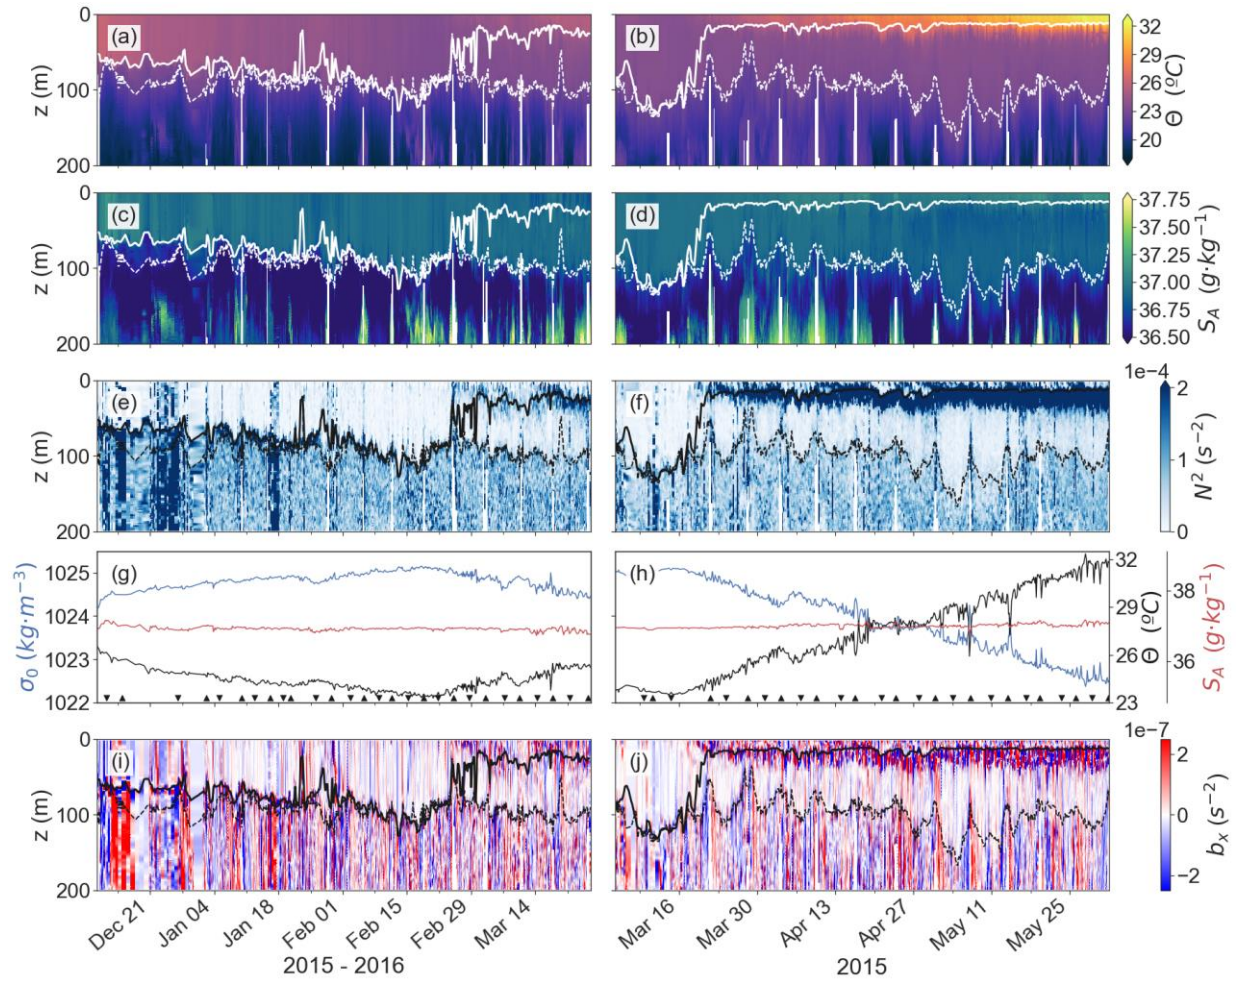 (a) (b)
0 100 200 z (m)
32 29 26 23 20 Θ (ºC)
(c) (d)
0 100 200 z (m)
37.75 37.50 37.25 37.00 36.75 36.50 S_A (g·kg⁻¹)
(e) (f)
0 100 200 z (m)
1e−4
2 1 0 N² (s⁻²)
(g) (h)
1025 1024 1023 1022 σ₀ (kg·m⁻³)
32 29 26 23 Θ (ºC)
38 36 S_A (g·kg⁻¹)
(i) (j)
0 100 200 z (m)
1e−7
2 0 −2 b_x (s⁻²)
Dec 21 Jan 04 Jan 18 Feb 01 Feb 15 Feb 29 Mar 14
Mar 16 Mar 30 Apr 13 Apr 27 May 11 May 25
2015 - 2016
2015